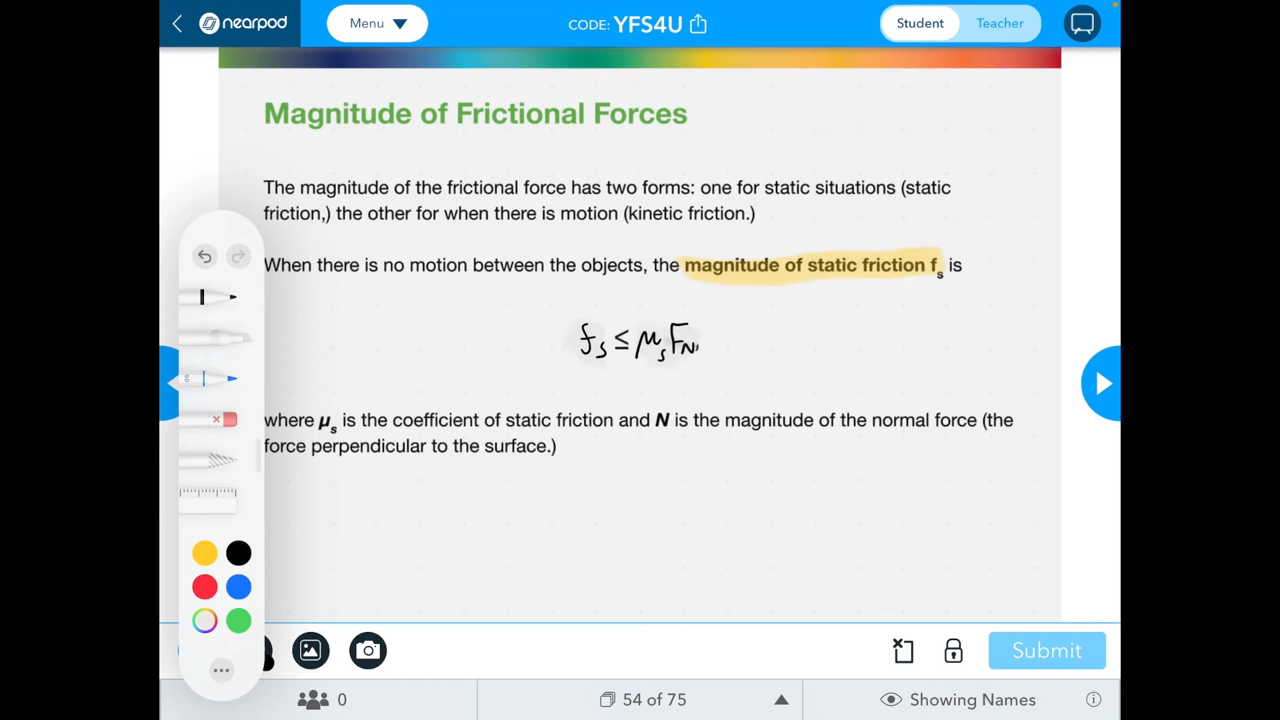 nearpod
Menu
CODE: YFS4U
Student
Teacher
Magnitude of Frictional Forces
The magnitude of the frictional force has two forms: one for static situations (static
friction,) the other for when there is motion (kinetic friction.)
When there is no motion between the objects, the magnitude of static friction fs is
fs ≤ μsFN
where μs is the coefficient of static friction and N is the magnitude of the normal force (the
force perpendicular to the surface.)
Submit
0
54 of 75
Showing Names